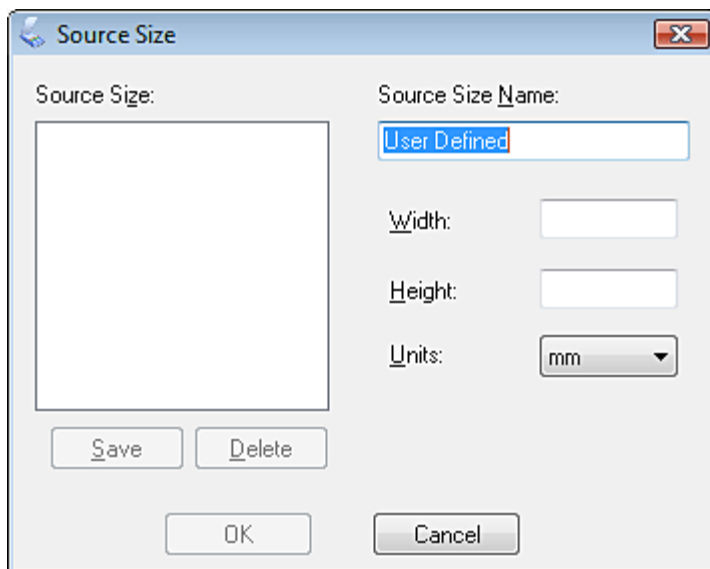 Source Size
Source Size:
Source Size Name:
User Defined
Width:
Height:
Units:
mm
Save
Delete
OK
Cancel